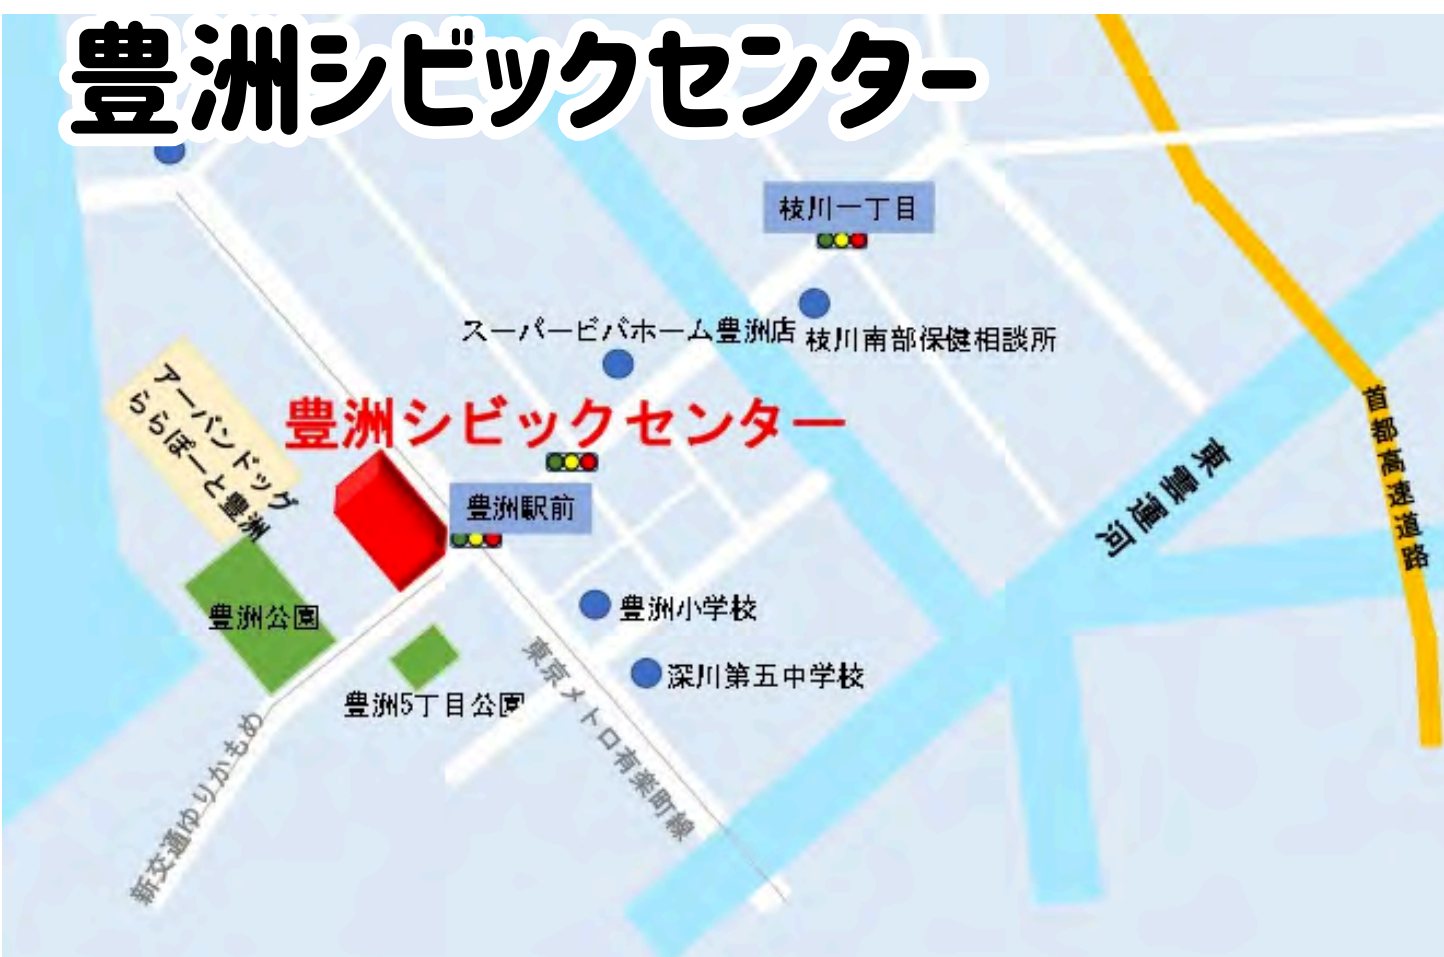 豊洲シビックセンター
枝川一丁目
スーパービバホーム豊洲店
枝川南部保健相談所
アーバンドッグ
ららぽーと豊洲
豊洲シビックセンター
首都高速道路
東雲運河
豊洲駅前
豊洲公園
豊洲小学校
東京メトロ有楽町線
深川第五中学校
豊洲5丁目公園
新交通ゆりかもめ